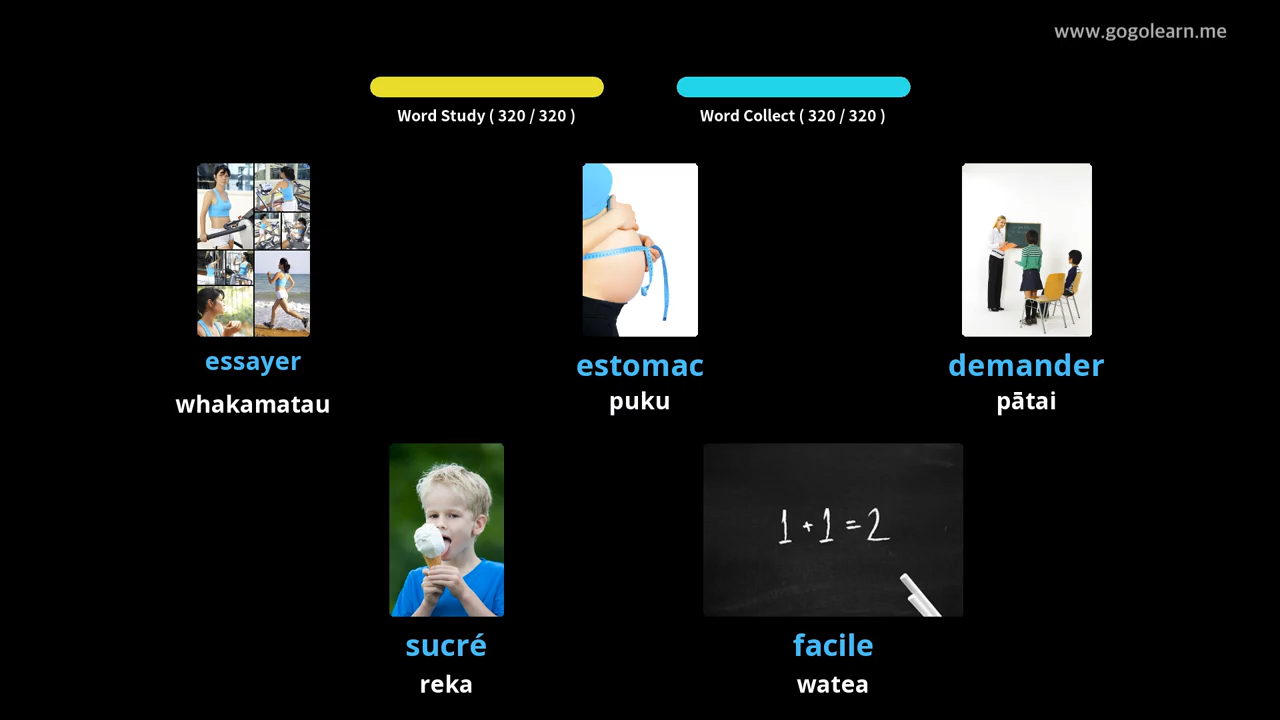 www.gogolearn.me
Word Study ( 320 / 320 )
Word Collect ( 320 / 320 )
essayer
whakamatau
estomac
puku
demander
pātai
1 + 1 = 2
sucré
reka
facile
watea